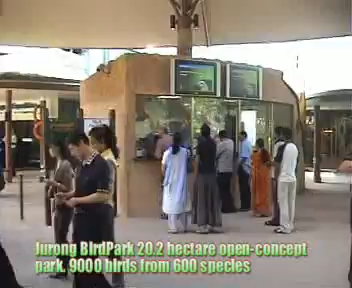 Jurong BirdPark 20.2 hectare open-concept
park. 9000 birds from 600 species